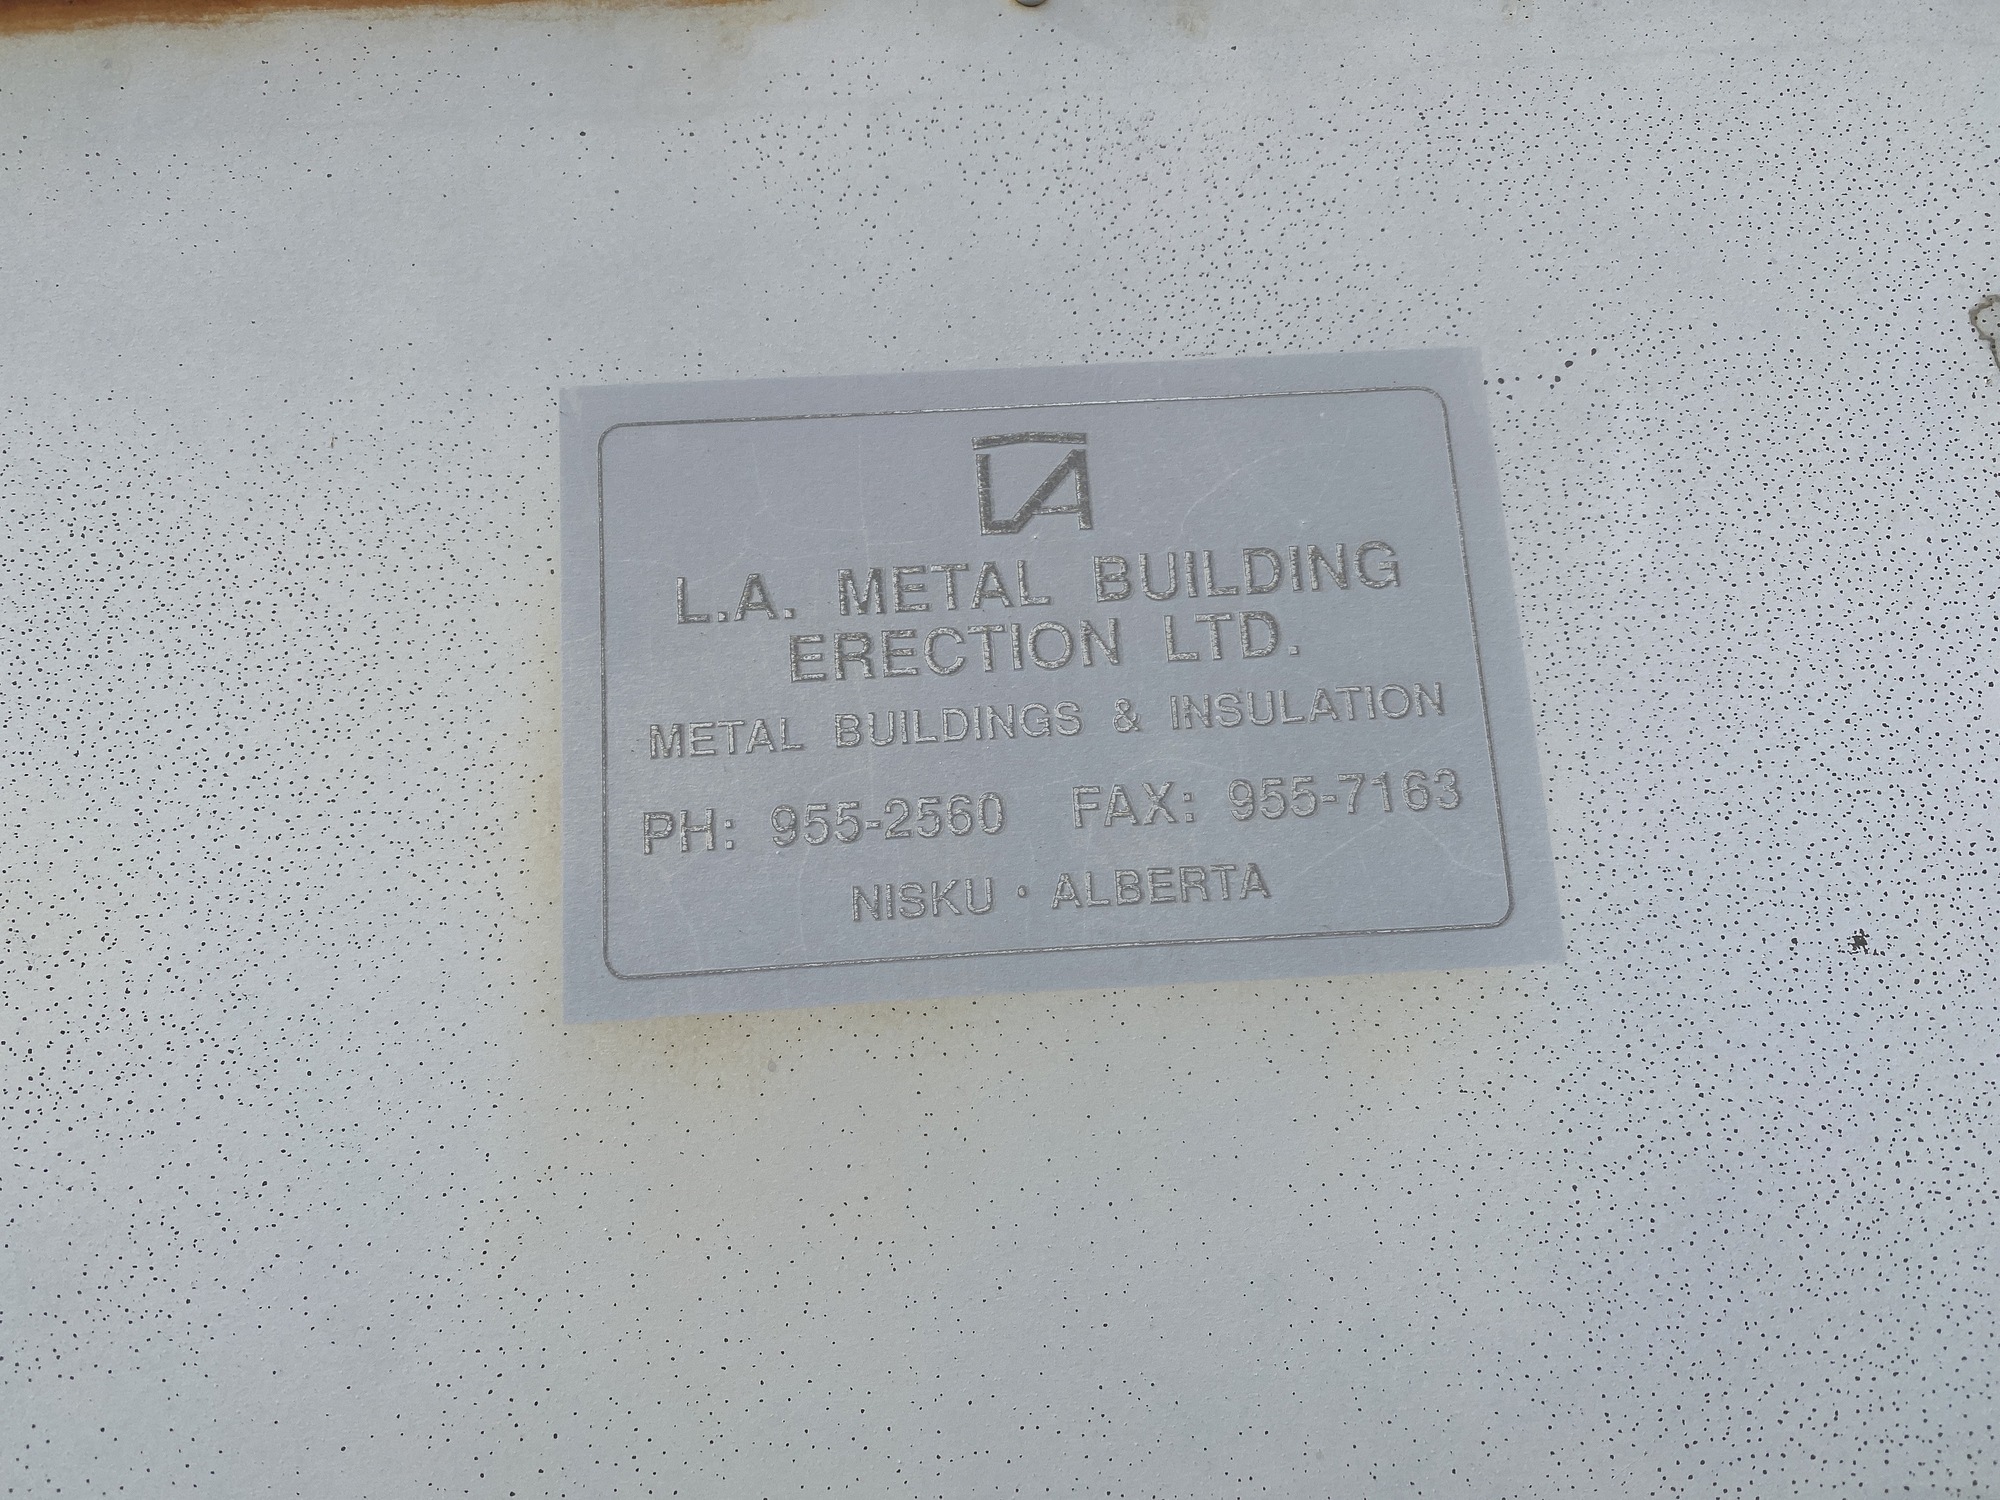 LA
L.A. METAL BUILDING
ERECTION LTD.
METAL BUILDINGS & INSULATION
PH: 955-2560 FAX: 955-7163
NISKU · ALBERTA